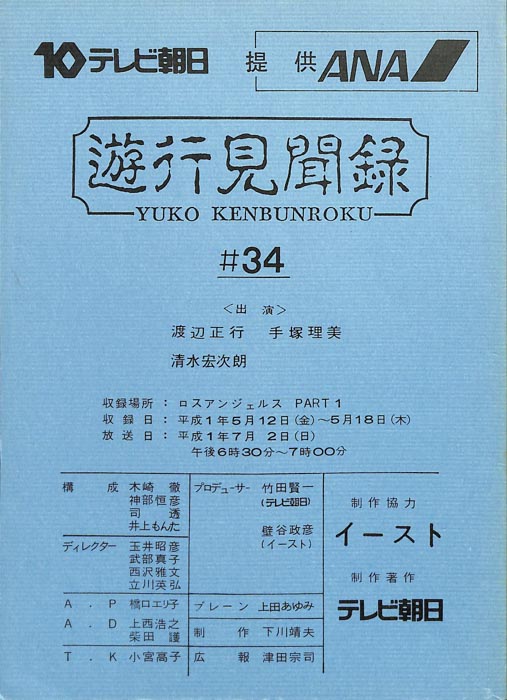 10 テレビ朝日 提供 ANA
遊行見聞録
YUKO KENBUNROKU
#34
<出 演>
渡辺正行 手塚理美
清水宏次朗
収録場所：ロスアンジェルス PART1
収 録 日：平成1年5月12日(金)～5月18日(木)
放 送 日：平成1年7月 2日(日)
午後6時30分～7時00分
構 成 木崎 徹
神部恒彦
司 透
井上もんた
ディレクター 玉井昭彦
武部真子
西沢雅文
立川英弘
A．P 橋口エリ子
A．D 上西浩之
柴田 護
T．K 小宮高子
プロデューサー 竹田賢一
(テレビ朝日)
壁谷政彦
(イースト)
ブレーン 上田あゆみ
制 作 下川靖夫
広 報 津田宗司
制作協力
イースト
制作著作
テレビ朝日